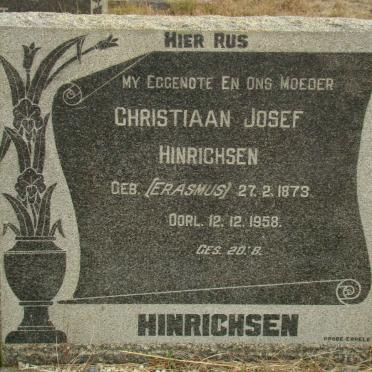 HIER RUS
MY EGGENOTE EN ONS MOEDER
CHRISTIAAN JOSEF
HINRICHSEN
GEB. (ERASMUS) 27. 2. 1873.
OORL. 12. 12. 1958.
GES. 20: 8.
HINRICHSEN